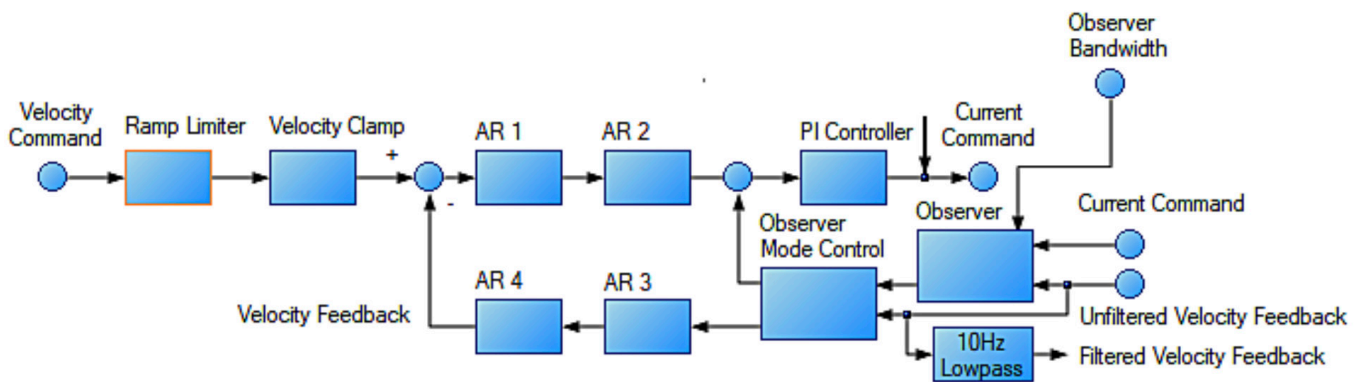 Observer
Bandwidth
Velocity
Command
Ramp Limiter
Velocity Clamp
AR 1
AR 2
PI Controller
Current
Command
+
-
Observer
Mode Control
Observer
Current Command
AR 4
AR 3
Velocity Feedback
Unfiltered Velocity Feedback
10Hz
Lowpass
Filtered Velocity Feedback